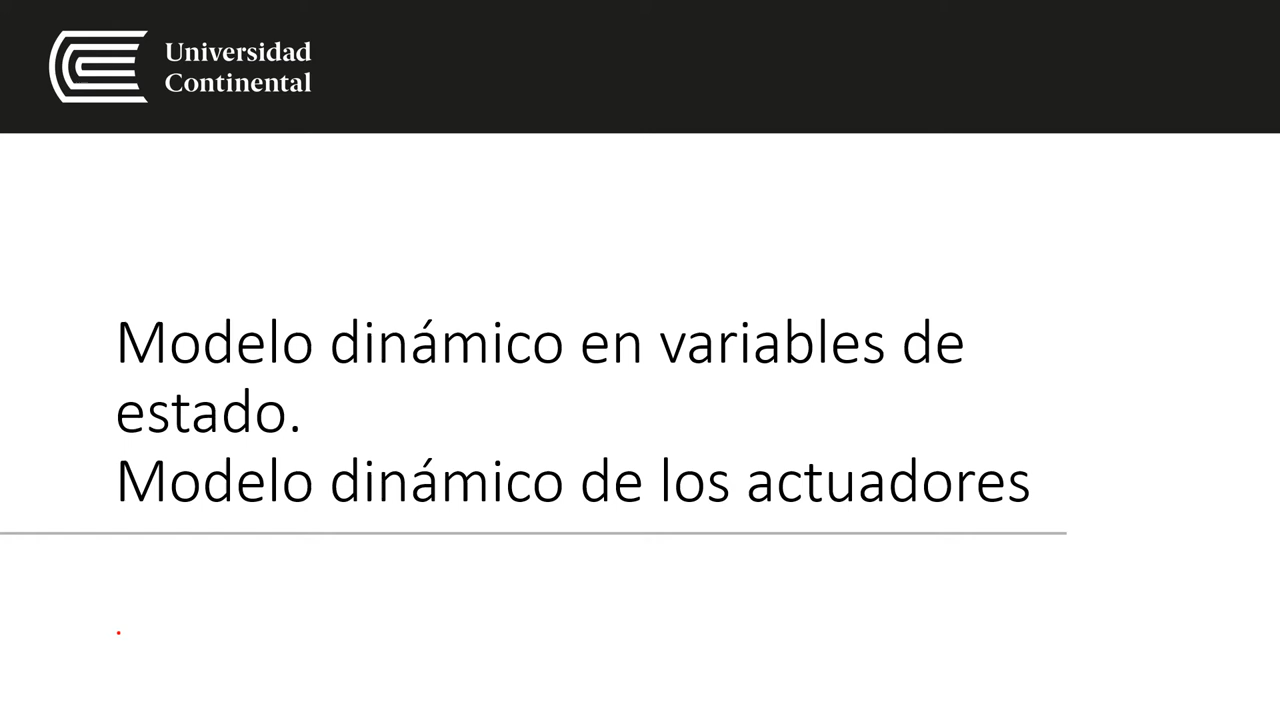 Universidad
Continental
Modelo dinámico en variables de
estado.
Modelo dinámico de los actuadores
.